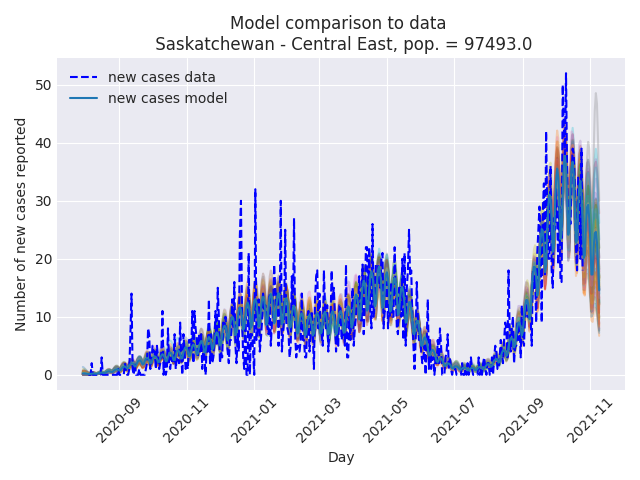 Model comparison to data
Saskatchewan - Central East, pop. = 97493.0
new cases data
new cases model
Number of new cases reported
50
40
30
20
10
0
2020-09
2020-11
2021-01
2021-03
2021-05
2021-07
2021-09
2021-11
Day